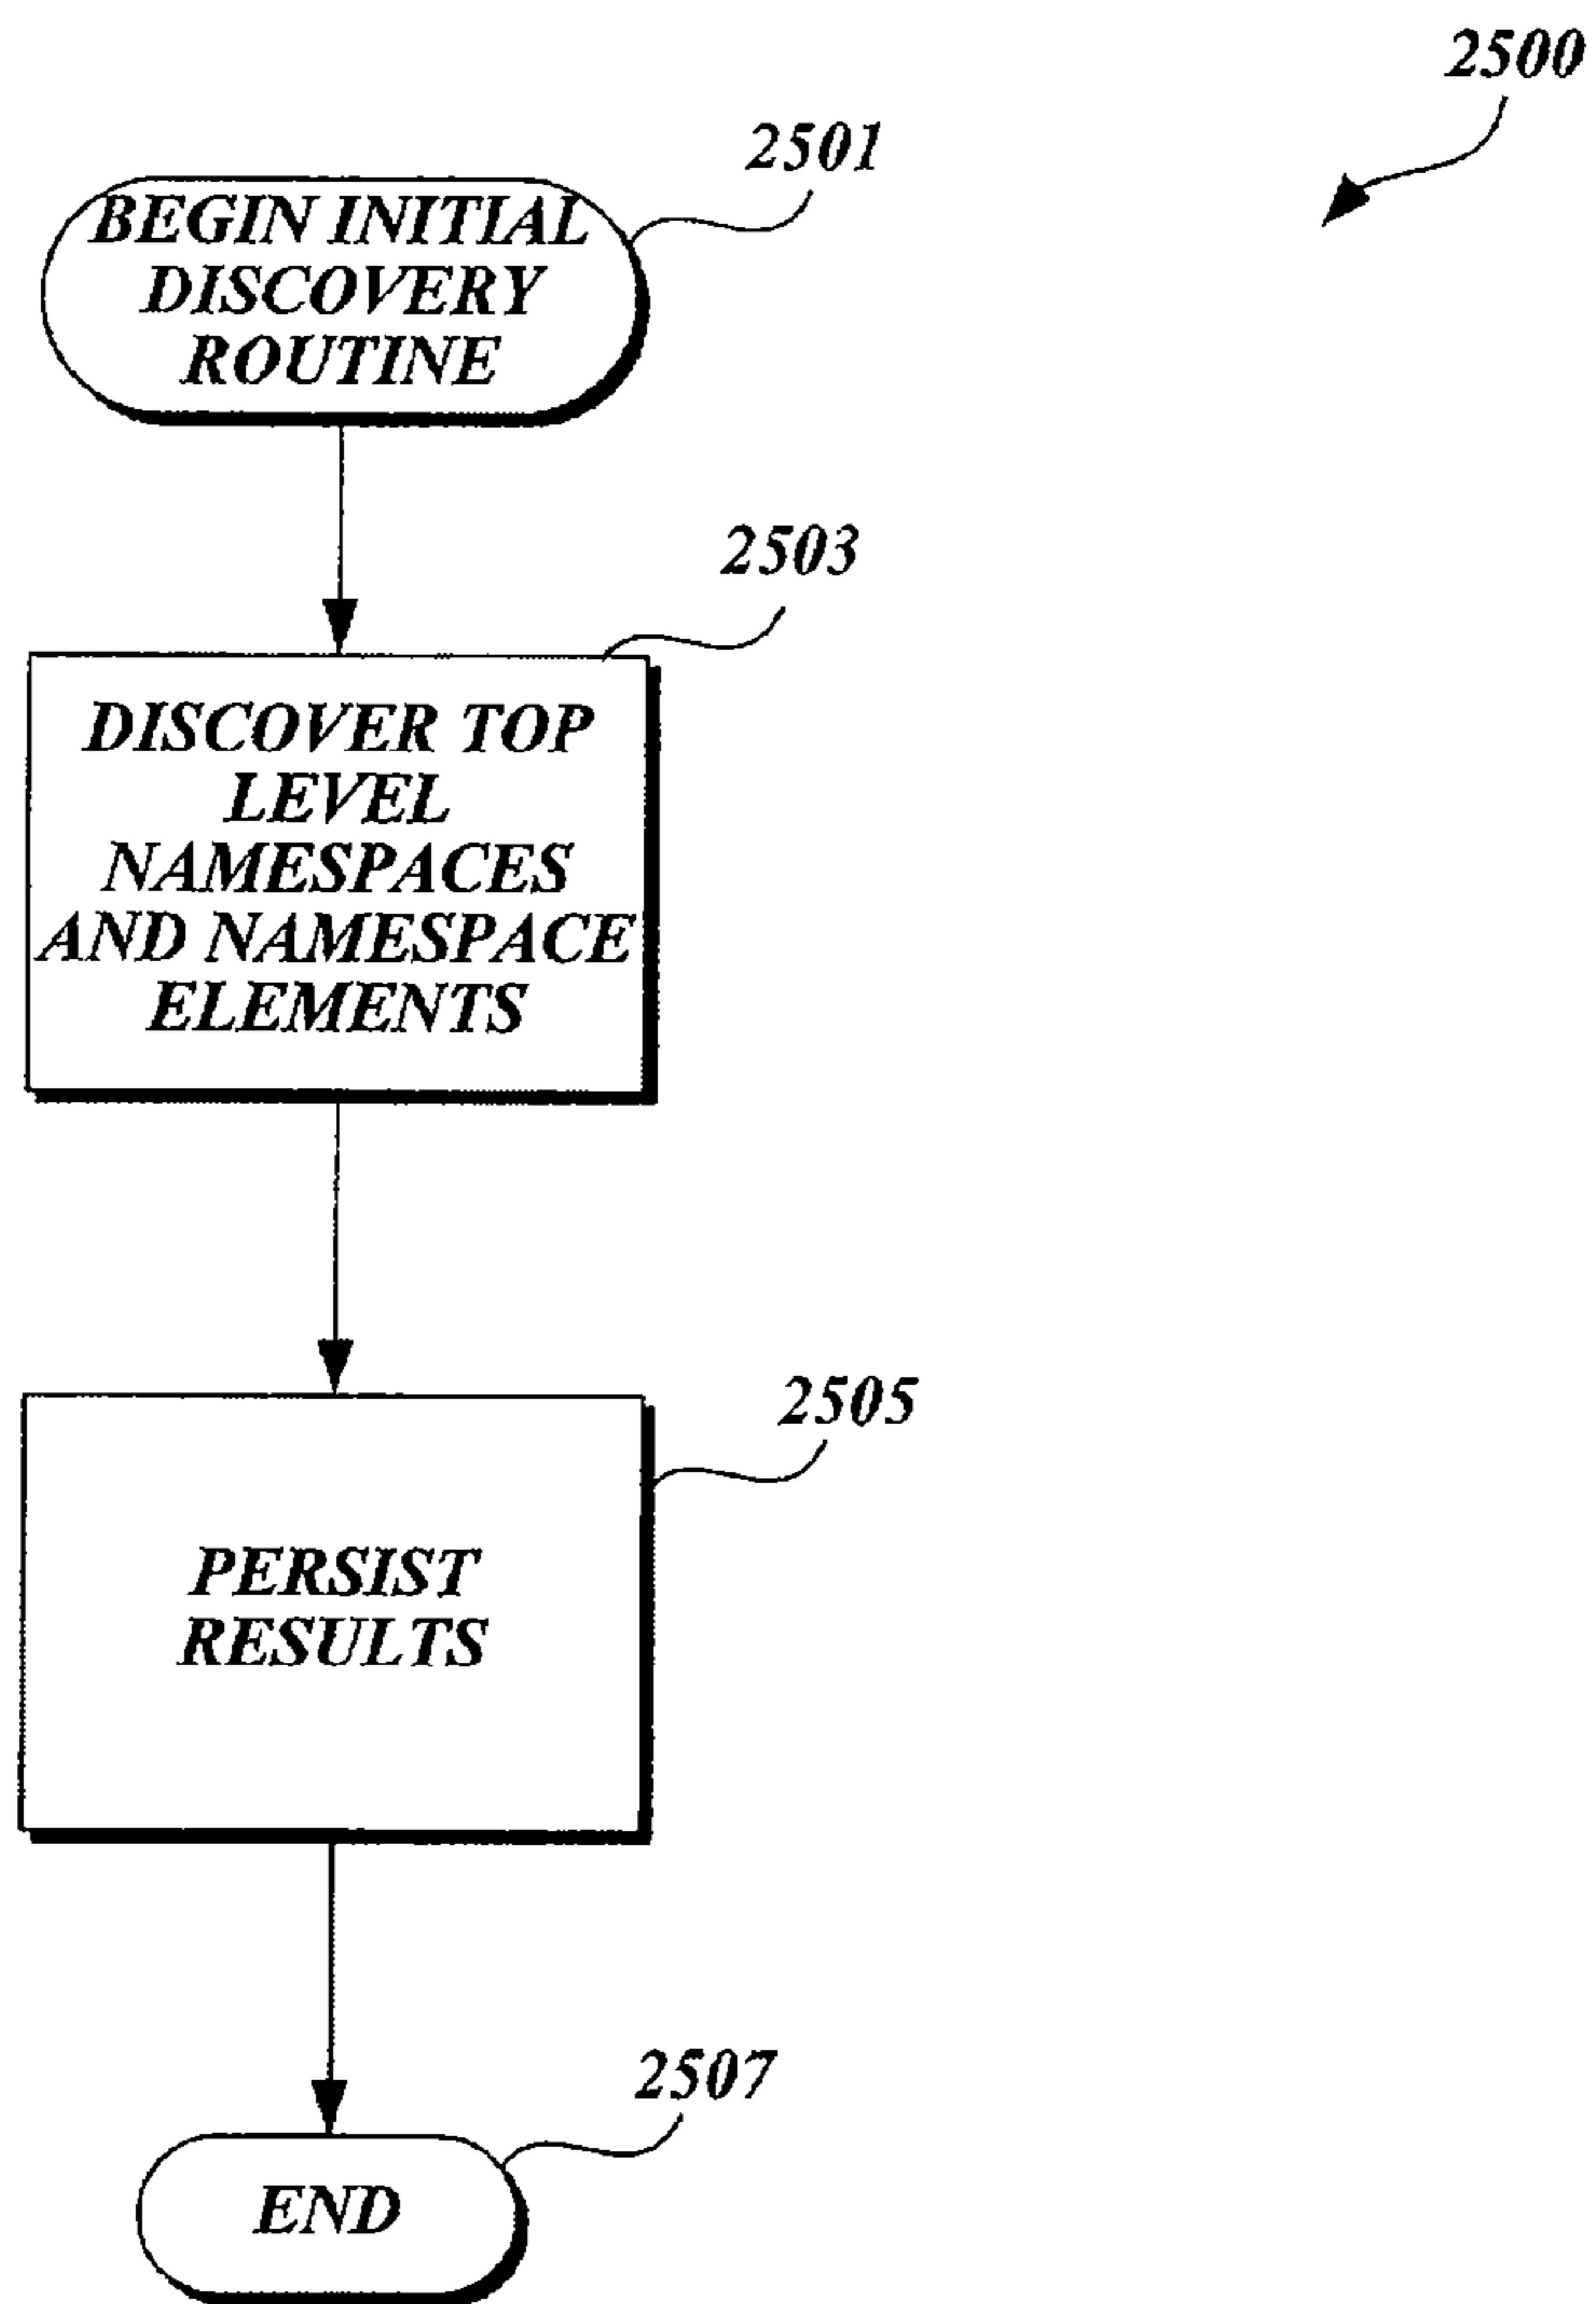 2500
2501
BEGIN INITIAL
DISCOVERY
ROUTINE
2503
DISCOVER TOP
LEVEL
NAMESPACES
AND NAMESPACE
ELEMENTS
2505
PERSIST
RESULTS
2507
END